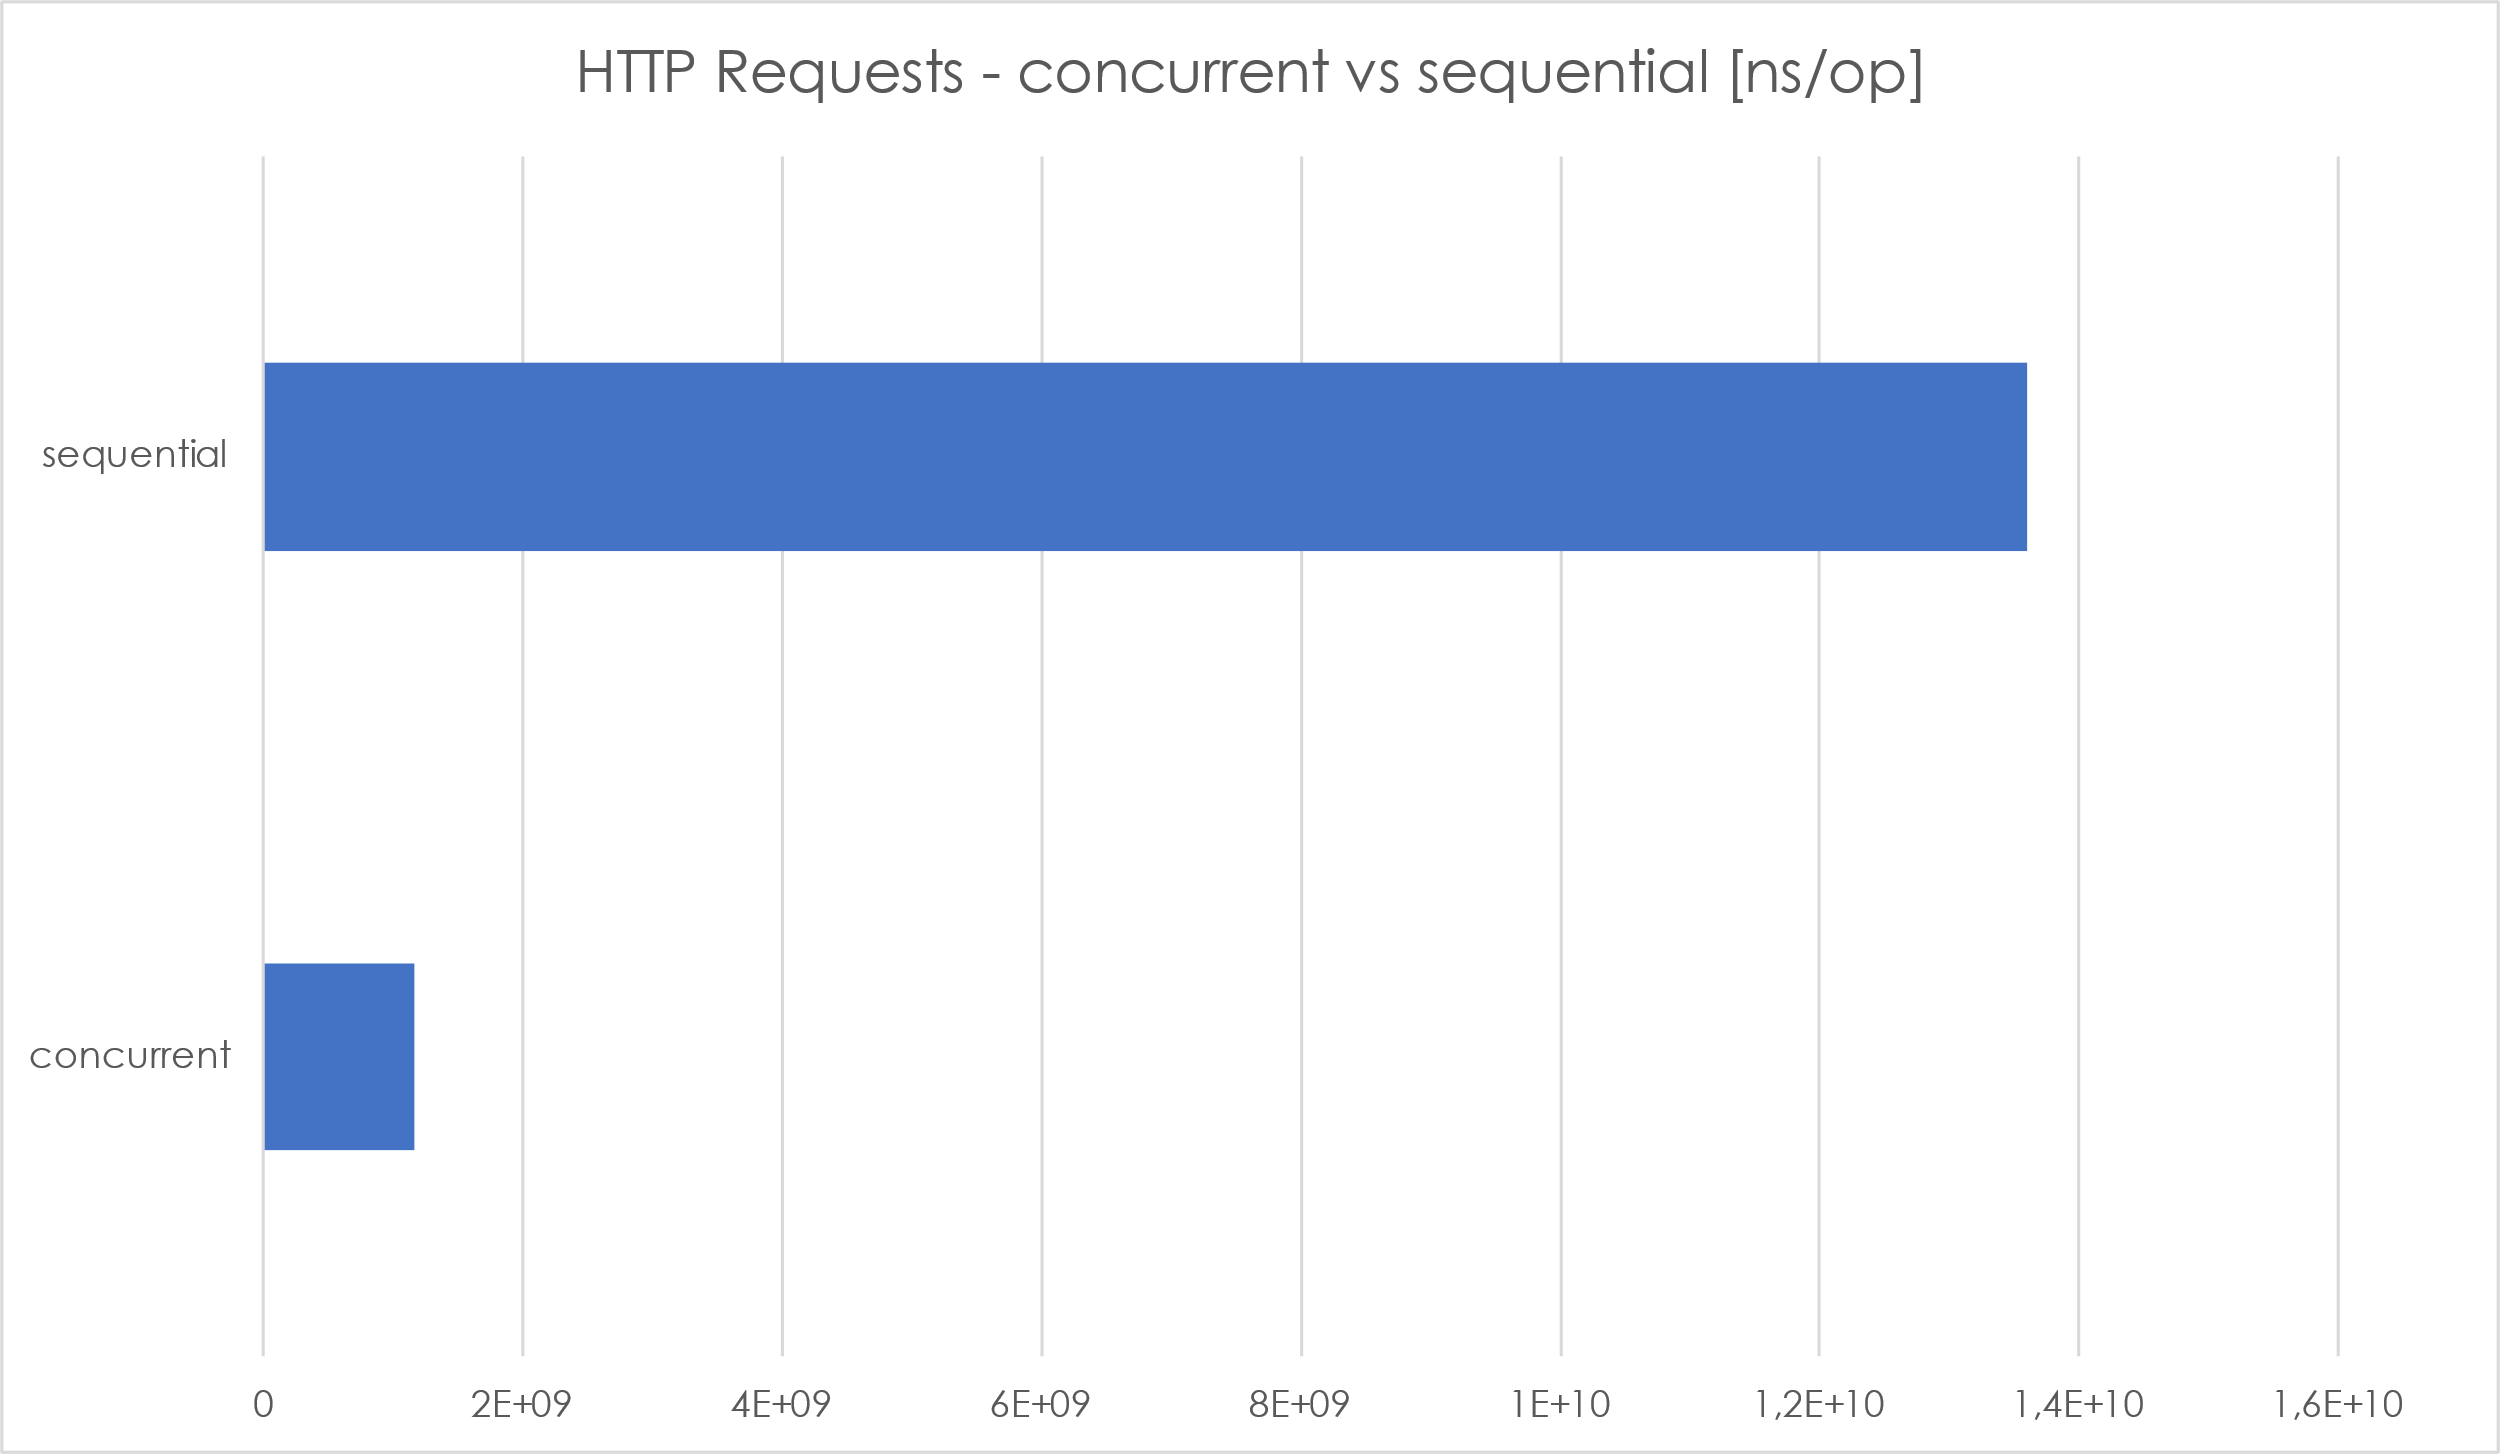 HTTP Requests - concurrent vs sequential [ns/op]
sequential
concurrent
0 2E+09 4E+09 6E+09 8E+09 1E+10 1,2E+10 1,4E+10 1,6E+10